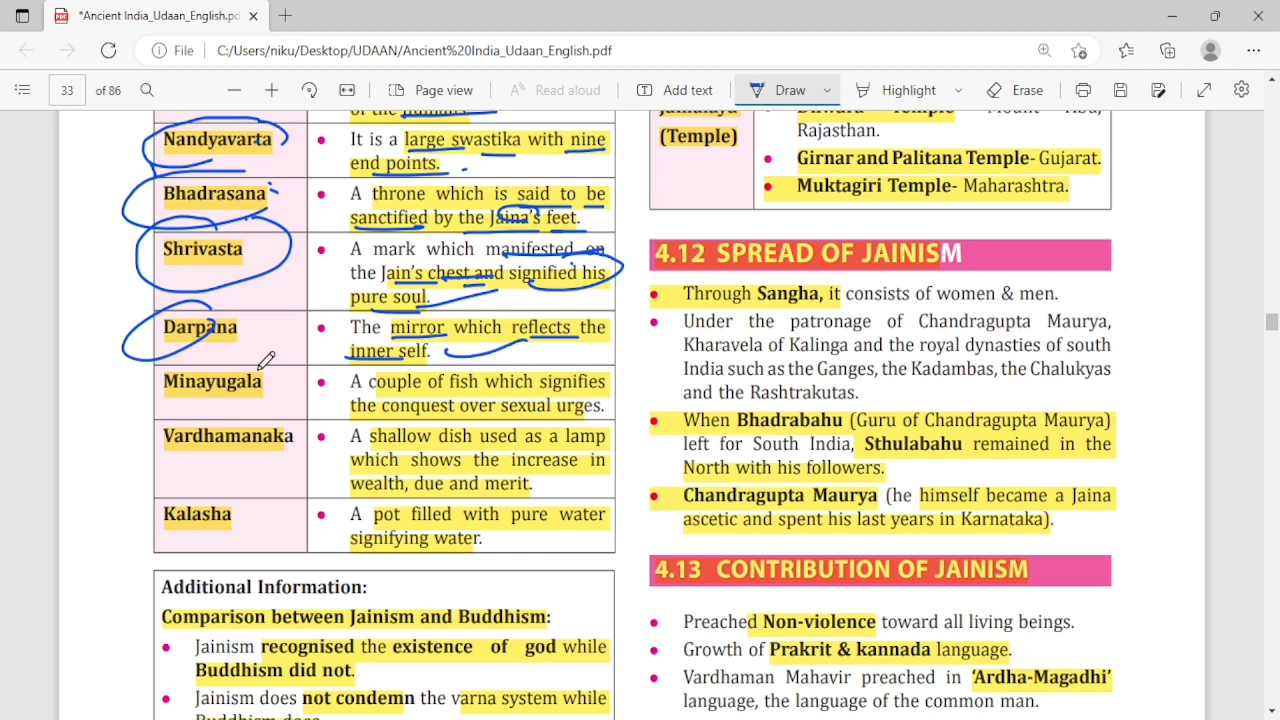 *Ancient India_Udaan_English.pd
File
C:/Users/niku/Desktop/UDAAN/Ancient%20India_Udaan_English.pdf
33
of 86
Page view
Read aloud
Add text
Draw
Highlight
Erase
of the humans.
Nandyavarta
• It is a large swastika with nine
end points.
Bhadrasana
• A throne which is said to be
sanctified by the Jaina's feet.
Shrivasta
• A mark which manifested on
the Jain's chest and signified his
pure soul.
Darpana
• The mirror which reflects the
inner self.
Minayugala
• A couple of fish which signifies
the conquest over sexual urges.
Vardhamanaka
• A shallow dish used as a lamp
which shows the increase in
wealth, due and merit.
Kalasha
• A pot filled with pure water
signifying water.
Additional Information:
Comparison between Jainism and Buddhism:
• Jainism recognised the existence of god while
Buddhism did not.
• Jainism does not condemn the varna system while
Buddhism does.
(Temple)
Rajasthan.
• Girnar and Palitana Temple- Gujarat.
• Muktagiri Temple- Maharashtra.
4.12 SPREAD OF JAINISM
• Through Sangha, it consists of women & men.
• Under the patronage of Chandragupta Maurya,
Kharavela of Kalinga and the royal dynasties of south
India such as the Ganges, the Kadambas, the Chalukyas
and the Rashtrakutas.
• When Bhadrabahu (Guru of Chandragupta Maurya)
left for South India, Sthulabahu remained in the
North with his followers.
• Chandragupta Maurya (he himself became a Jaina
ascetic and spent his last years in Karnataka).
4.13 CONTRIBUTION OF JAINISM
• Preached Non-violence toward all living beings.
• Growth of Prakrit & kannada language.
• Vardhaman Mahavir preached in 'Ardha-Magadhi'
language, the language of the common man.